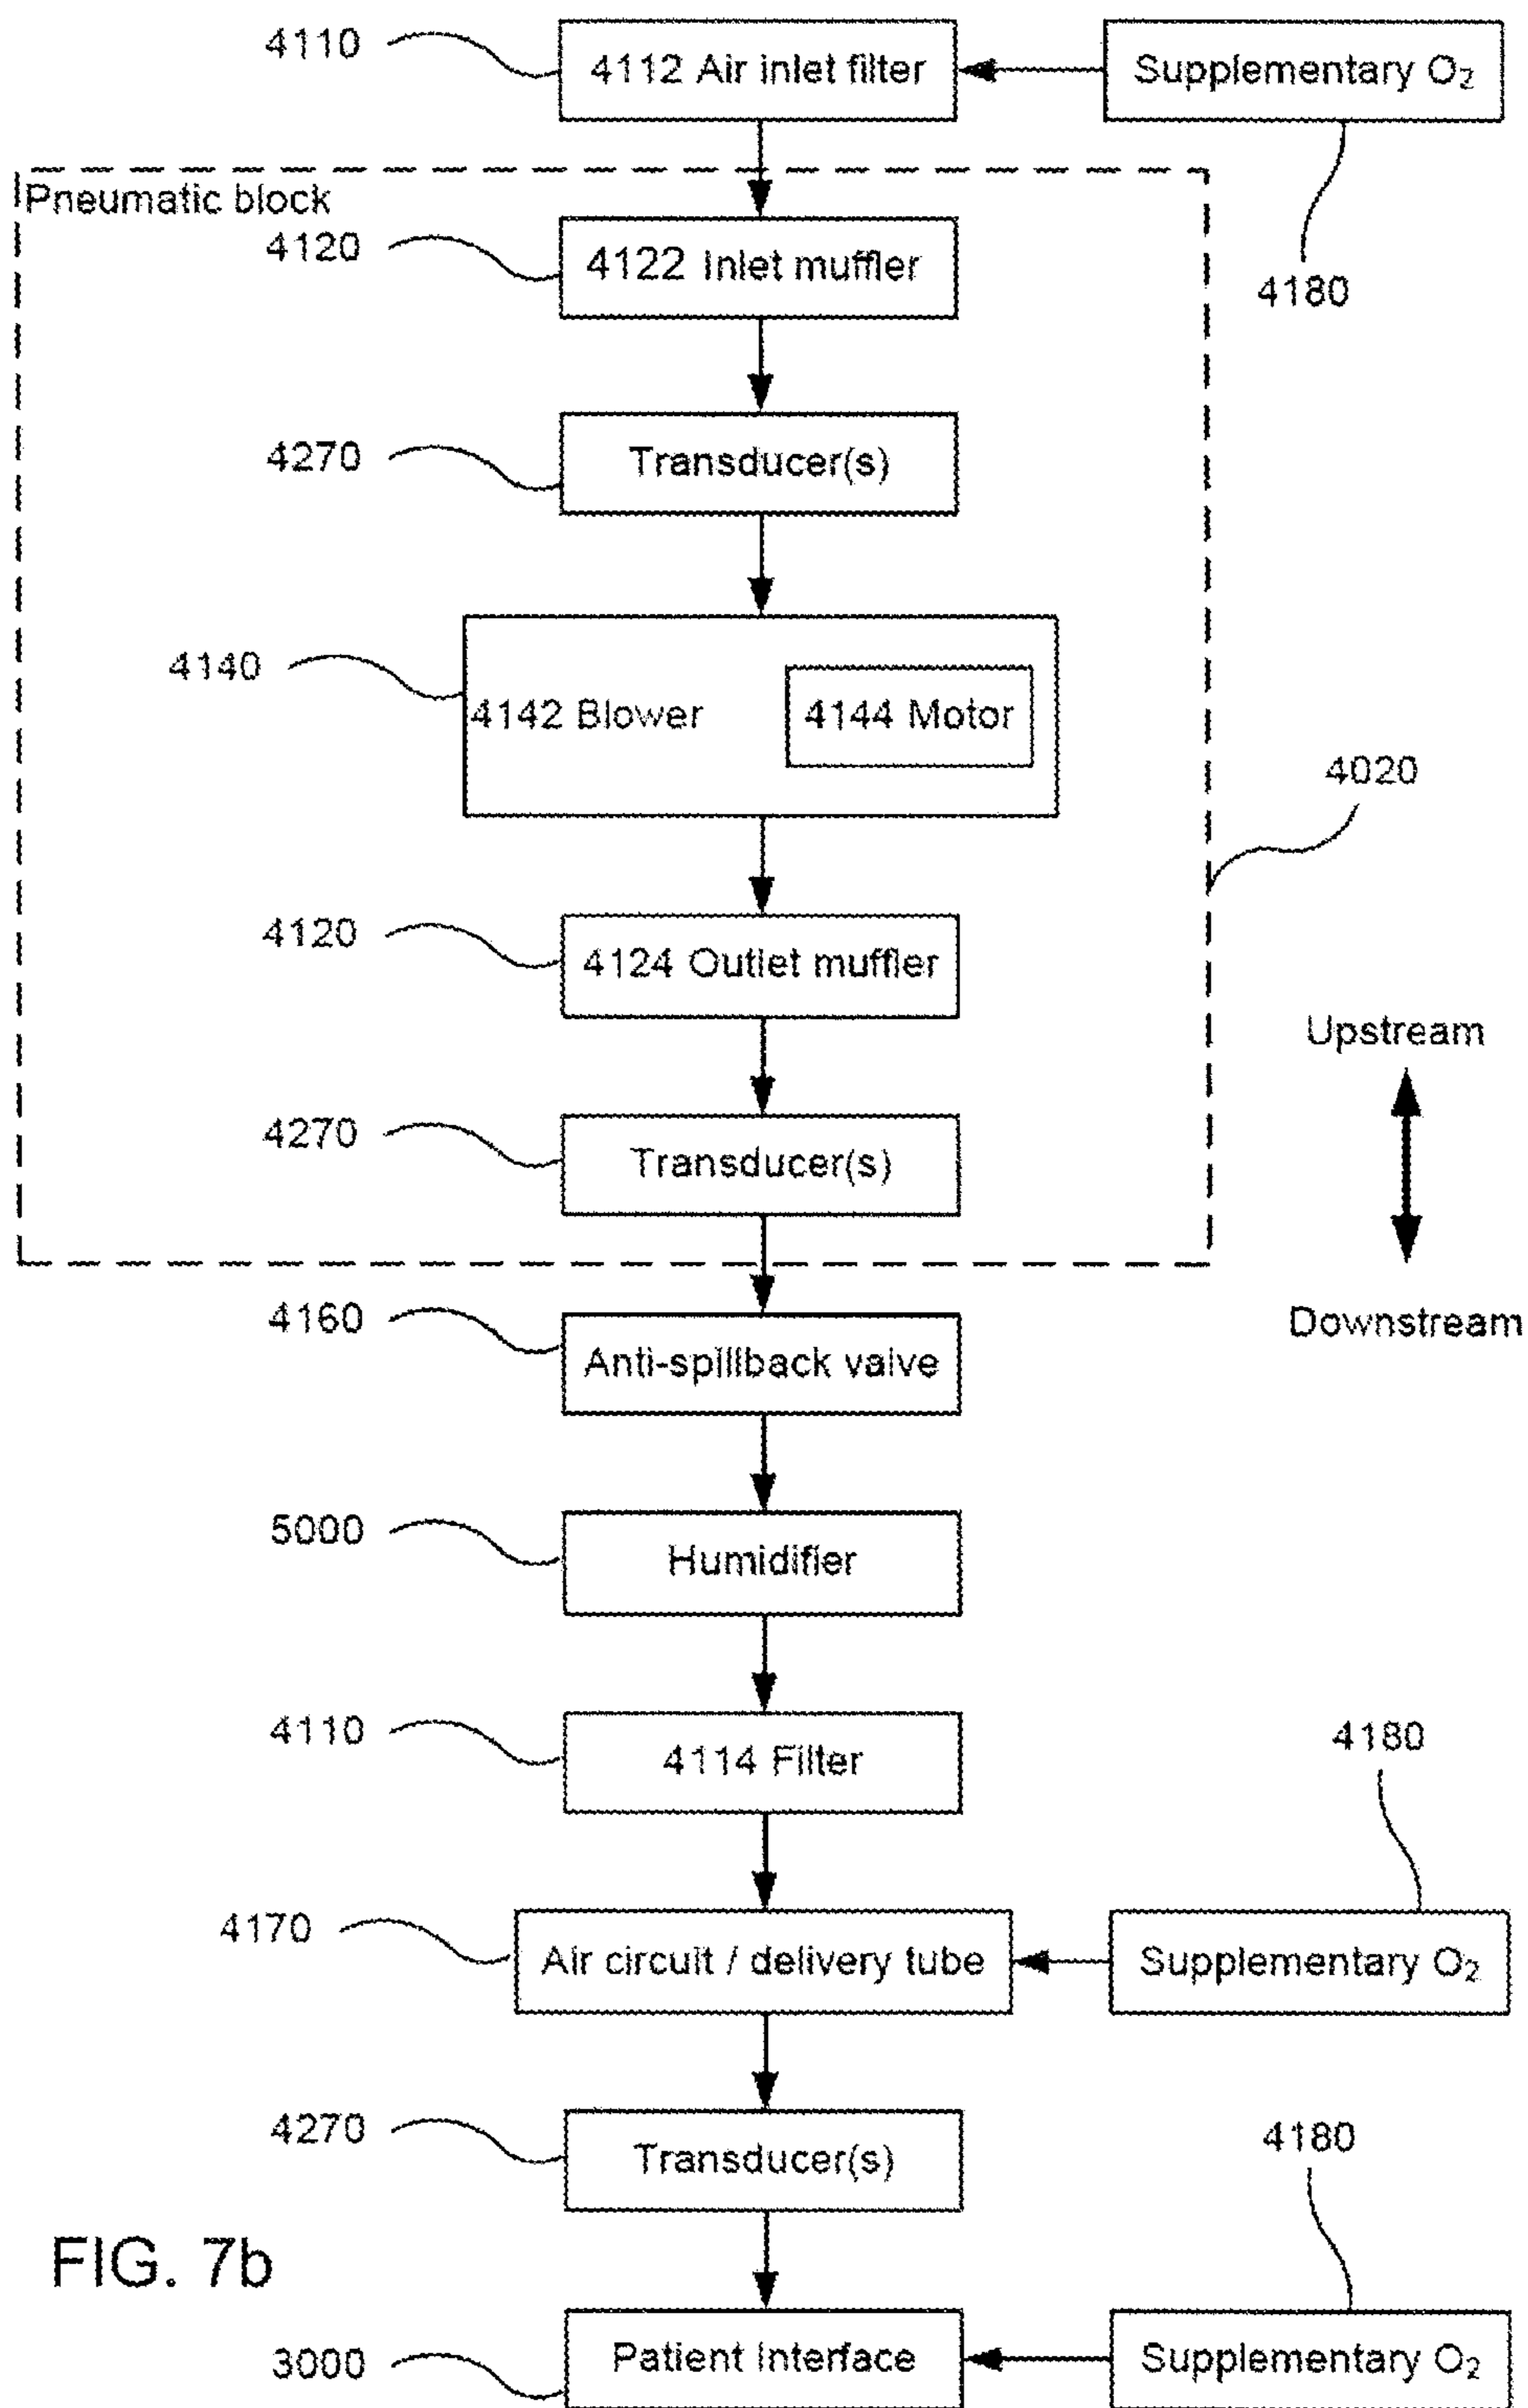 4110
4112 Air inlet filter
Supplementary O₂
Pneumatic block
4120
4122 Inlet muffler
4180
4270
Transducer(s)
4140
4142 Blower
4144 Motor
4020
4120
4124 Outlet muffler
Upstream
4270
Transducer(s)
4160
Downstream
Anti-spillback valve
5000
Humidifier
4110
4114 Filter
4180
4170
Air circuit / delivery tube
Supplementary O₂
4270
Transducer(s)
4180
FIG. 7b
3000
Patient Interface
Supplementary O₂